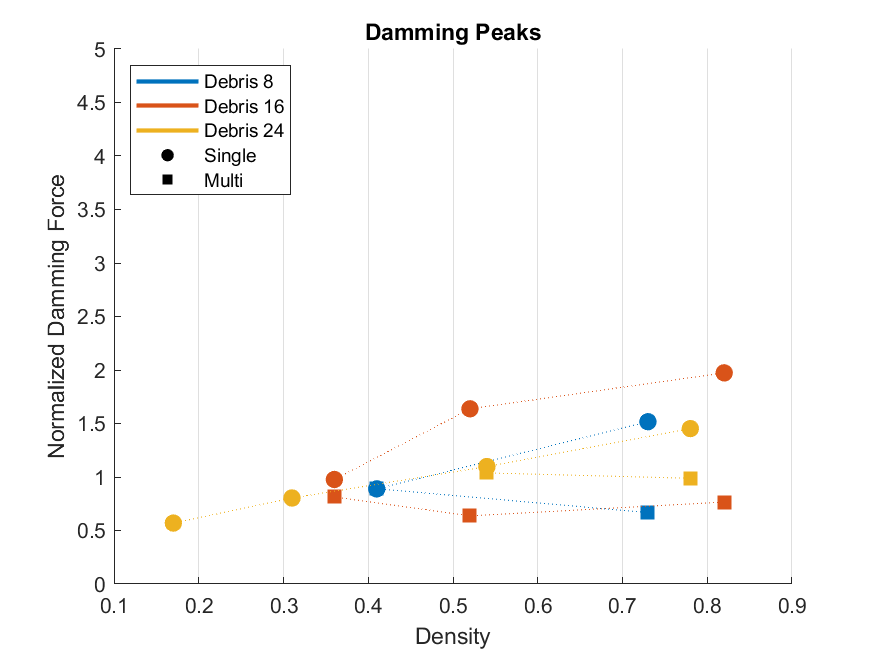 Damming Peaks
5
4.5
4
3.5
3
2.5
2
1.5
1
0.5
0
Normalized Damming Force
Debris 8
Debris 16
Debris 24
Single
Multi
0.1 0.2 0.3 0.4 0.5 0.6 0.7 0.8 0.9
Density